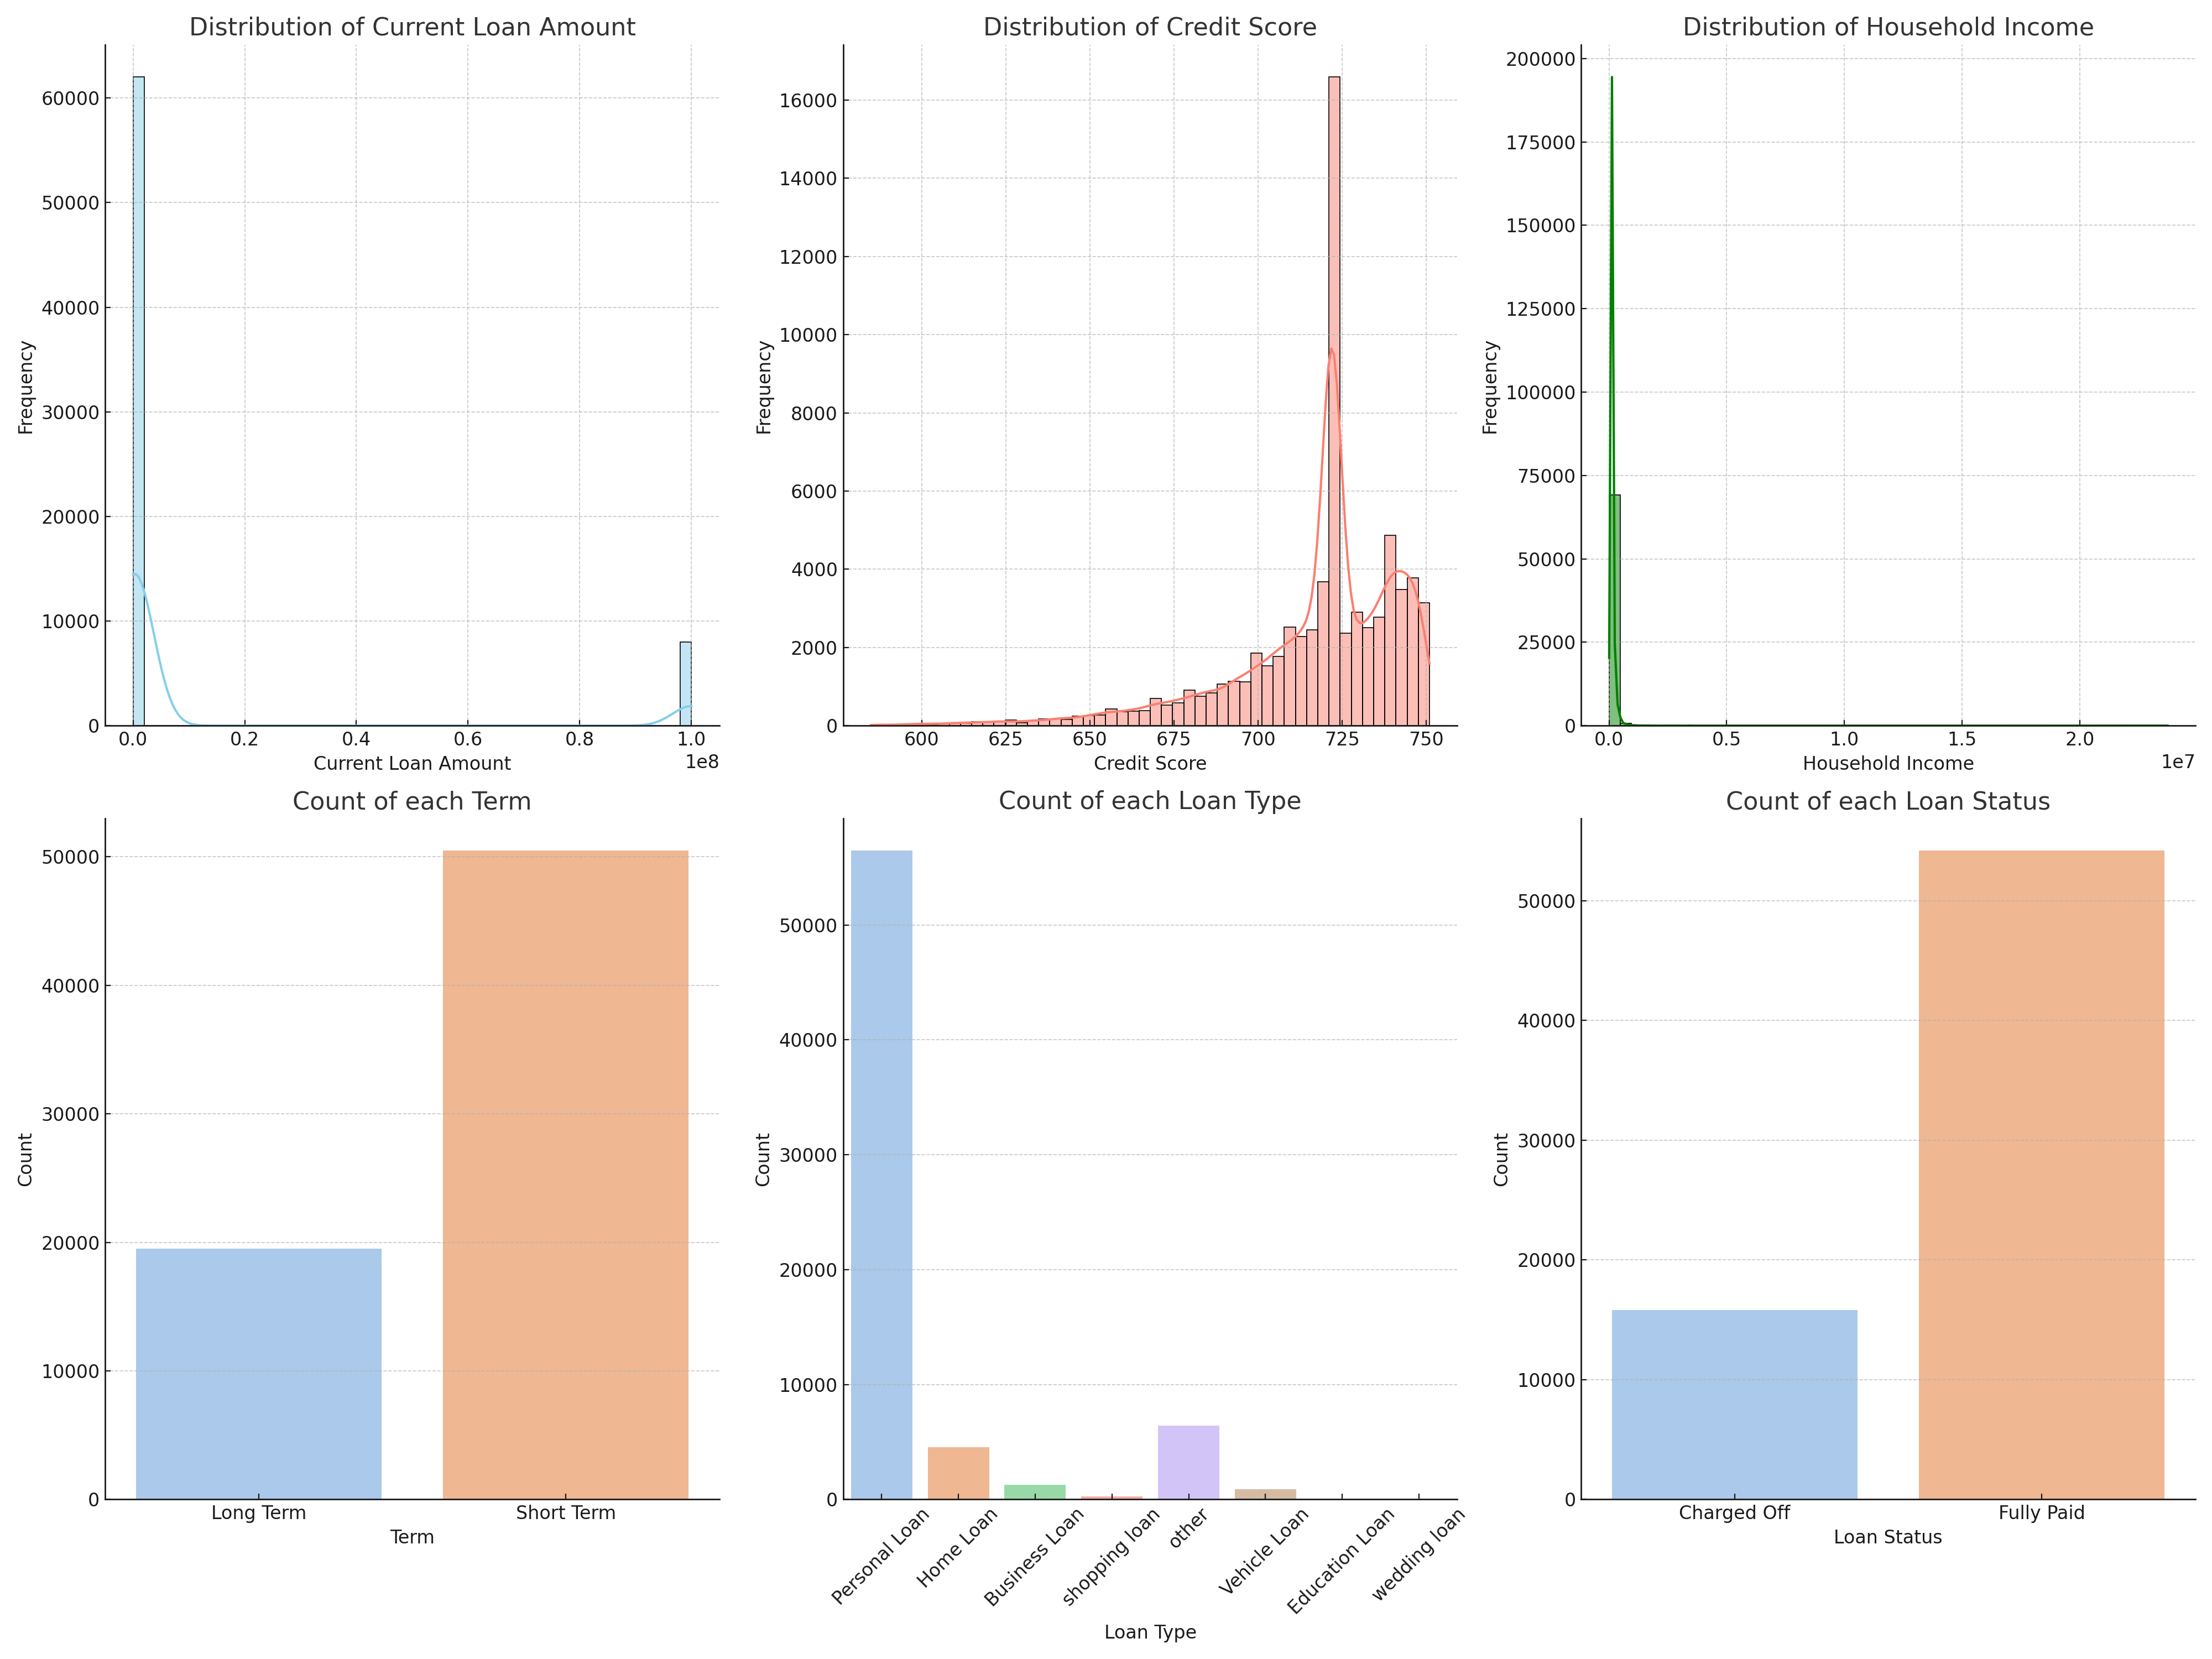 Distribution of Current Loan Amount
Frequency
60000
50000
40000
30000
20000
10000
0
0.0 0.2 0.4 0.6 0.8 1.0
1e8
Current Loan Amount
Distribution of Credit Score
Frequency
16000
14000
12000
10000
8000
6000
4000
2000
0
600 625 650 675 700 725 750
Credit Score
Distribution of Household Income
Frequency
200000
175000
150000
125000
100000
75000
50000
25000
0
0.0 0.5 1.0 1.5 2.0
1e7
Household Income
Count of each Term
Count
50000
40000
30000
20000
10000
0
Long Term Short Term
Term
Count of each Loan Type
Count
50000
40000
30000
20000
10000
0
Personal Loan
Home Loan
Business Loan
shopping loan
other
Vehicle Loan
Education Loan
wedding loan
Loan Type
Count of each Loan Status
Count
50000
40000
30000
20000
10000
0
Charged Off Fully Paid
Loan Status